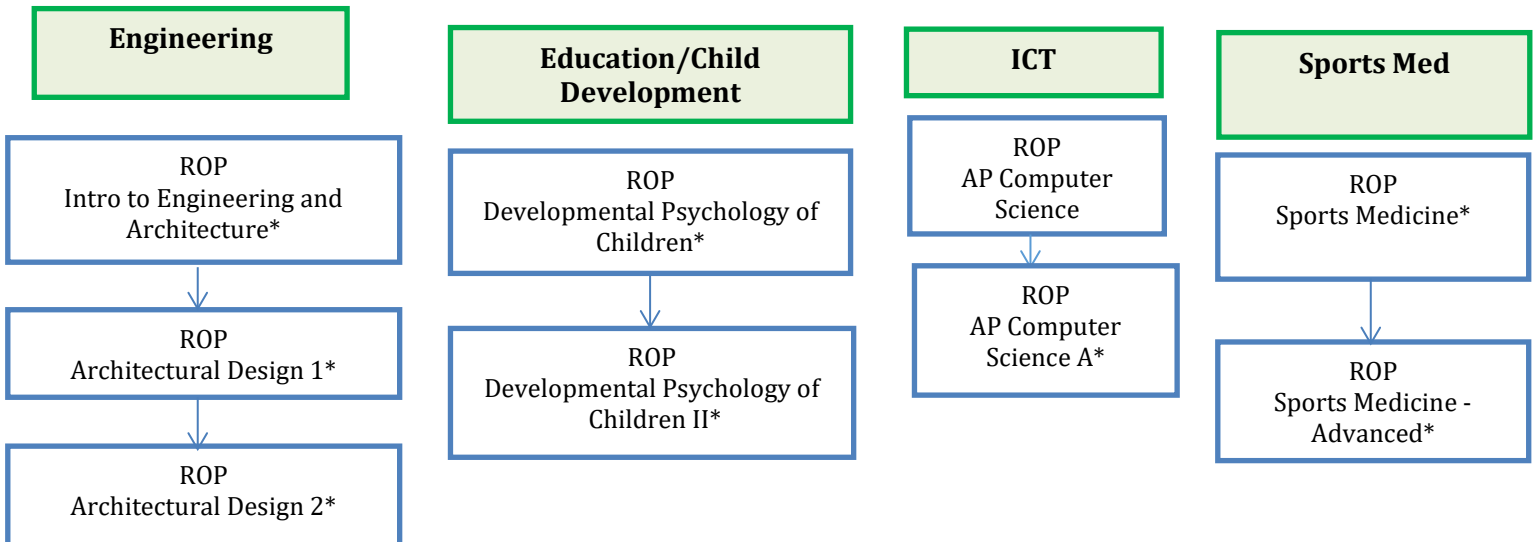 Engineering
ROP
Intro to Engineering and
Architecture*
ROP
Architectural Design 1*
ROP
Architectural Design 2*
Education/Child
Development
ROP
Developmental Psychology of
Children*
ROP
Developmental Psychology of
Children II*
ICT
ROP
AP Computer
Science
ROP
AP Computer
Science A*
Sports Med
ROP
Sports Medicine*
ROP
Sports Medicine -
Advanced*